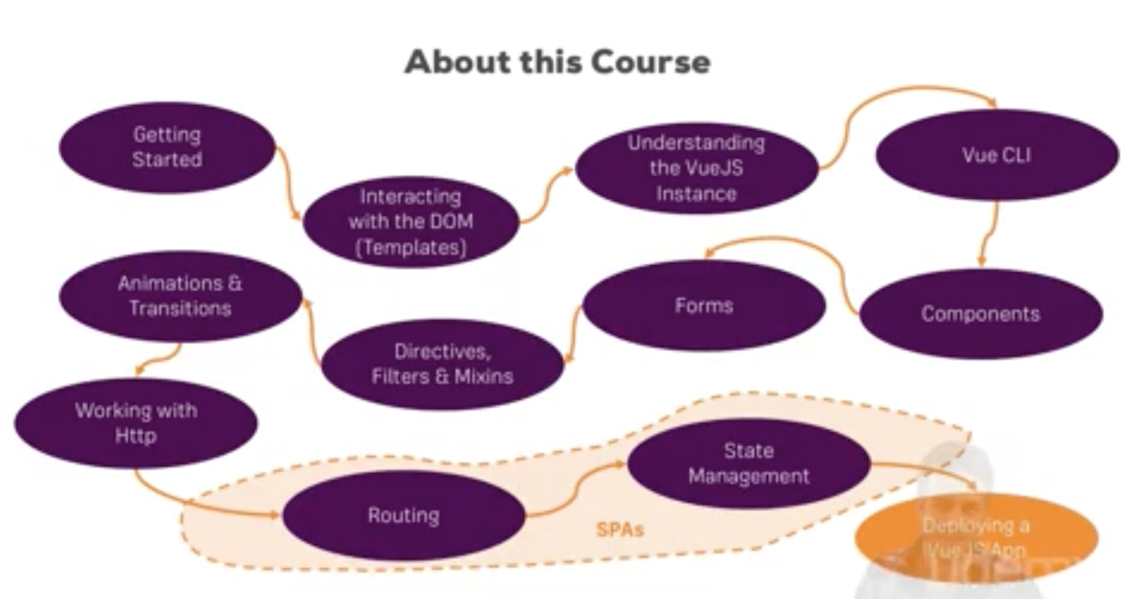 About this Course
Getting
Started
Interacting
with the DOM
(Templates)
Understanding
the VueJS
Instance
Vue CLI
Components
Forms
Directives,
Filters & Mixins
Animations &
Transitions
Working with
Http
Routing
State
Management
SPAs
Deploying a
VueJS App